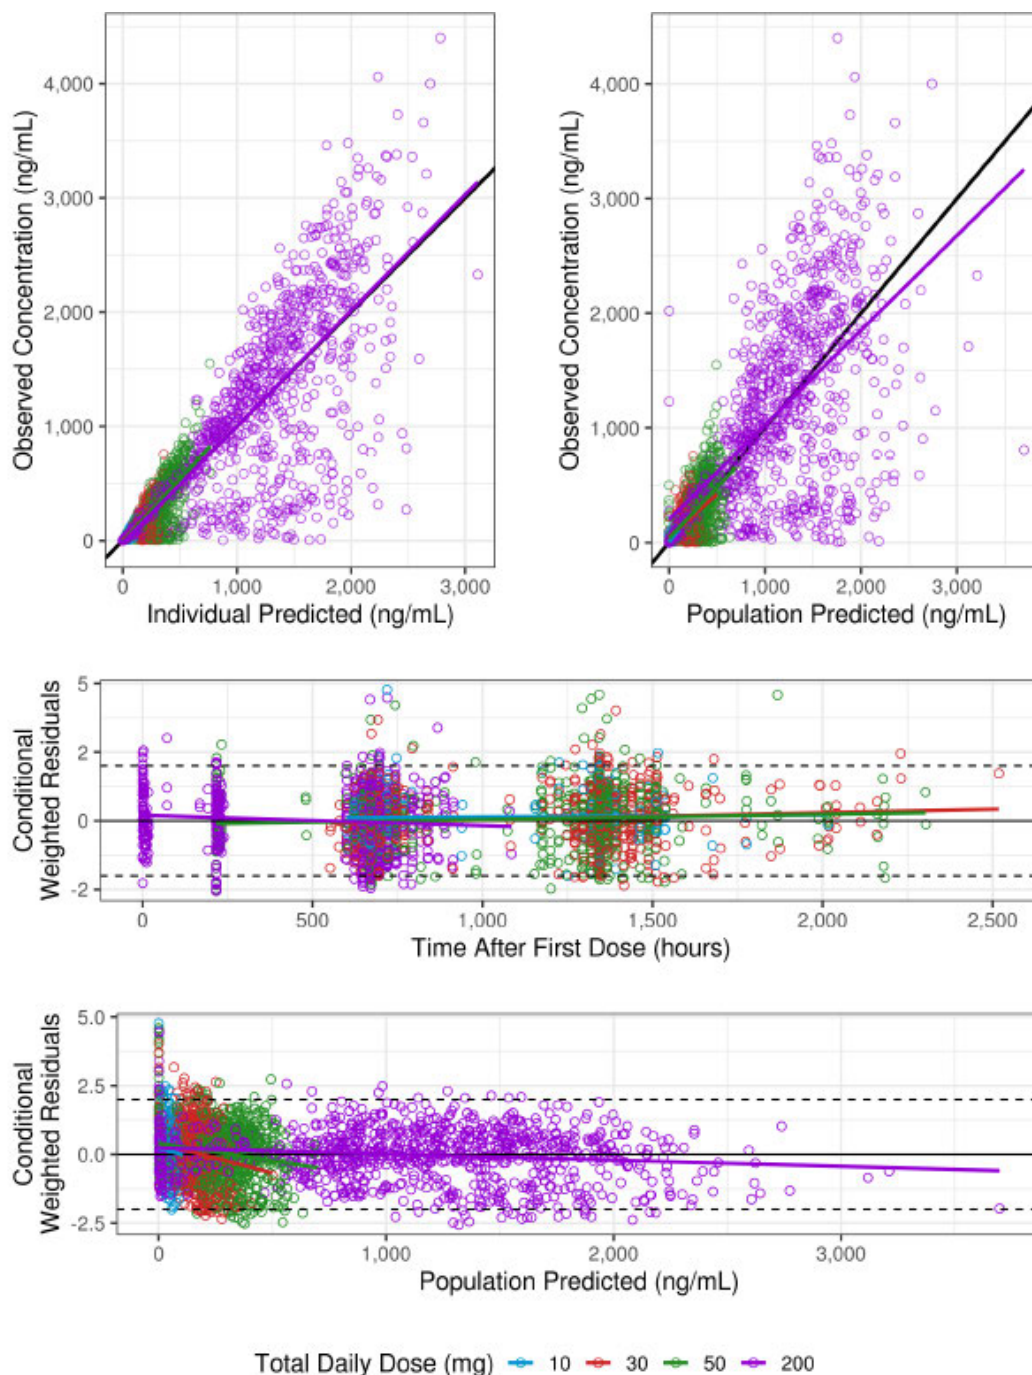 4,000
3,000
2,000
1,000
0
Observed Concentration (ng/mL)
0 1,000 2,000 3,000
Individual Predicted (ng/mL)
4,000
3,000
2,000
1,000
0
Observed Concentration (ng/mL)
0 1,000 2,000 3,000
Population Predicted (ng/mL)
Conditional
Weighted Residuals
5
2
0
-2
0 500 1,000 1,500 2,000 2,500
Time After First Dose (hours)
Conditional
Weighted Residuals
5.0
2.5
0.0
-2.5
0 1,000 2,000 3,000
Population Predicted (ng/mL)
Total Daily Dose (mg) 10 30 50 200